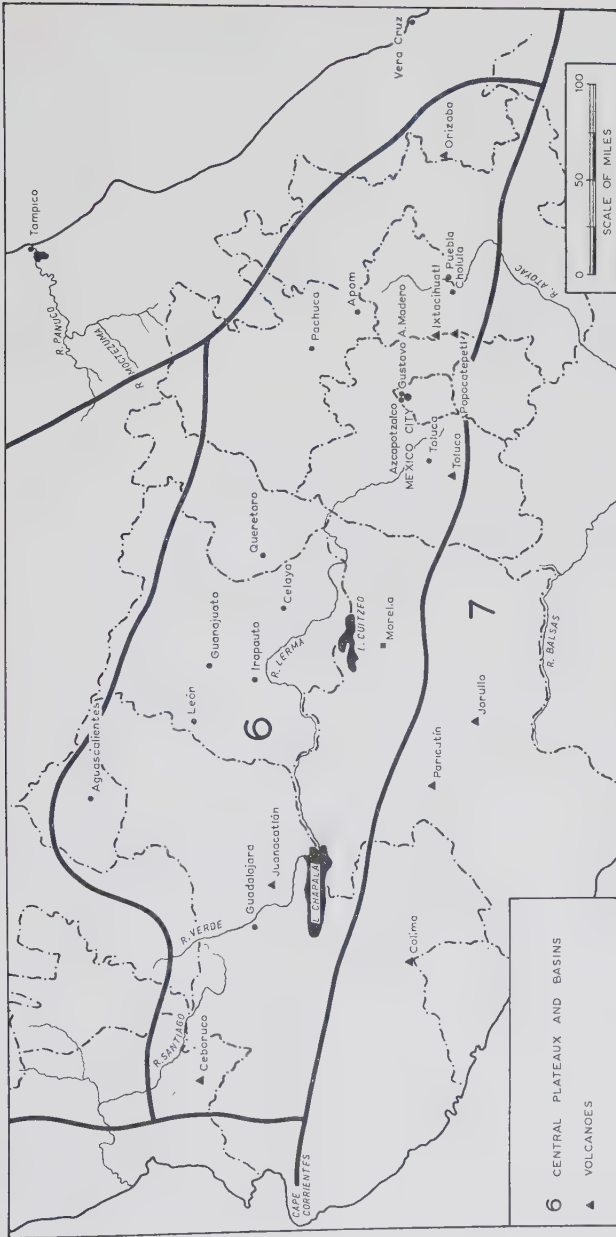 Tampico
R. PANUCO
R. MOCTEZUMA
Vera Cruz
Aguascalientes
León
Guanajuato
Queretaro
Pachuca
Apam
Orizaba
6
Irapauto
Celaya
R. LERMA
L. CUITZEO
Morelia
Azcapotzalco
Gustavo A. Madero
MEXICO CITY
Toluca
Toluca
Popocatepetl
Ixtacihuatl
Puebla
Cholula
R. ATOYAC
R. VERDE
R. SANTIAGO
Ceboruco
Guadalajara
Juanacatlán
L. CHAPALA
CAPE
CORRIENTES
Colima
Paricutín
Jorullo
7
R. BALSAS
6 CENTRAL PLATEAUX AND BASINS
▲ VOLCANOES
0 50 100
SCALE OF MILES